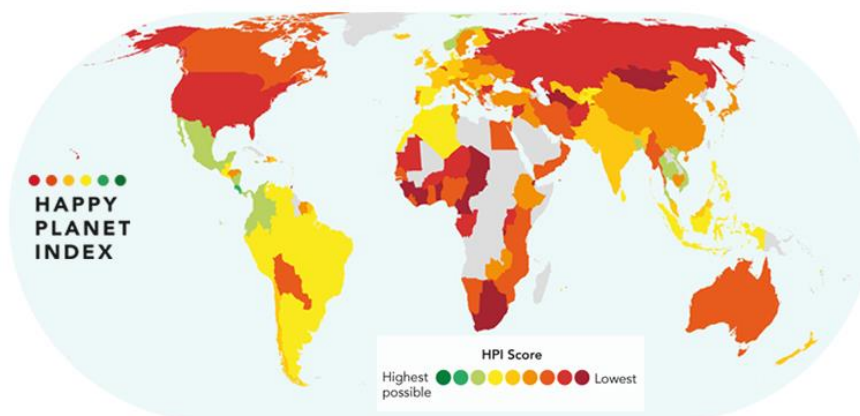 HAPPY
PLANET
INDEX
HPI Score
Highest
possible
Lowest